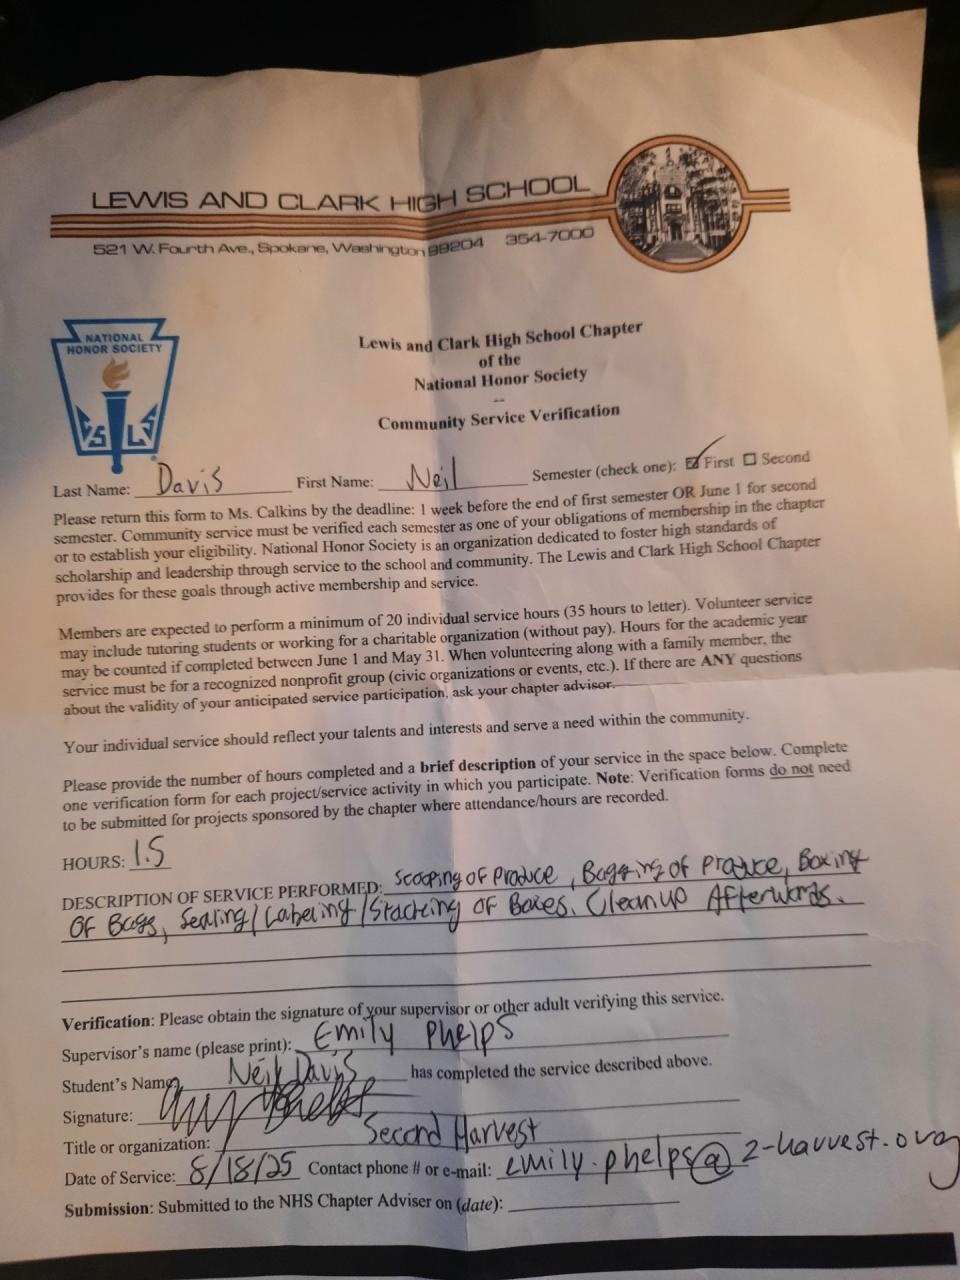 LEWIS AND CLARK HIGH SCHOOL
521 W. Fourth Ave., Spokane, Washington 99204 354-7000
NATIONAL
HONOR SOCIETY
Lewis and Clark High School Chapter
of the
National Honor Society
--
Community Service Verification
Last Name: Davis First Name: Neil Semester (check one): ☑ First ☐ Second
Please return this form to Ms. Calkins by the deadline: 1 week before the end of first semester OR June 1 for second
semester. Community service must be verified each semester as one of your obligations of membership in the chapter
or to establish your eligibility. National Honor Society is an organization dedicated to foster high standards of
scholarship and leadership through service to the school and community. The Lewis and Clark High School Chapter
provides for these goals through active membership and service.
Members are expected to perform a minimum of 20 individual service hours (35 hours to letter). Volunteer service
may include tutoring students or working for a charitable organization (without pay). Hours for the academic year
may be counted if completed between June 1 and May 31. When volunteering along with a family member, the
service must be for a recognized nonprofit group (civic organizations or events, etc.). If there are ANY questions
about the validity of your anticipated service participation, ask your chapter advisor.
Your individual service should reflect your talents and interests and serve a need within the community.
Please provide the number of hours completed and a brief description of your service in the space below. Complete
one verification form for each project/service activity in which you participate. Note: Verification forms do not need
to be submitted for projects sponsored by the chapter where attendance/hours are recorded.
HOURS: 1.5
DESCRIPTION OF SERVICE PERFORMED: Scooping of Produce, Bagging of Produce, Boxing
Of Bags, Sealing/Labeling/Stacking of Boxes. Cleanup Afterwards.
Verification: Please obtain the signature of your supervisor or other adult verifying this service.
Supervisor's name (please print): Emily Phelps
Student's Name, Neil Davis has completed the service described above.
Signature:
Title or organization: Second Harvest
Date of Service: 8/18/25 Contact phone # or e-mail: emily.phelps@2-harvest.org
Submission: Submitted to the NHS Chapter Adviser on (date):